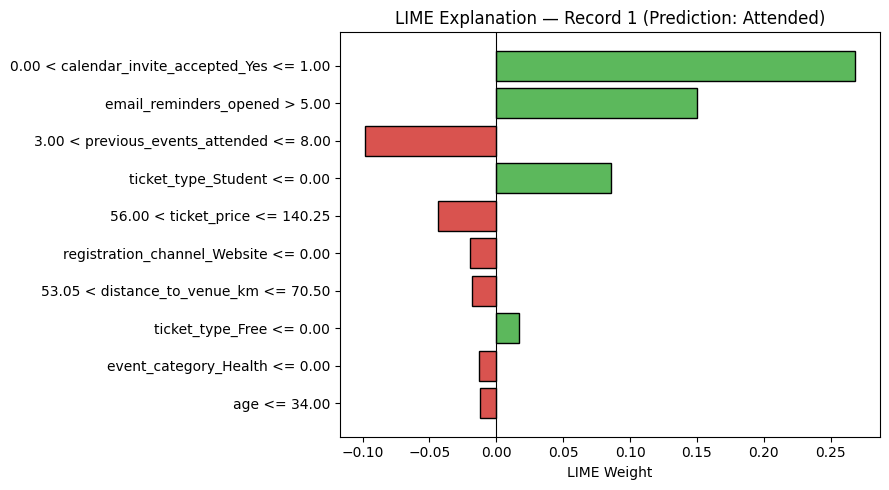 LIME Explanation — Record 1 (Prediction: Attended)
0.00 < calendar_invite_accepted_Yes <= 1.00
email_reminders_opened > 5.00
3.00 < previous_events_attended <= 8.00
ticket_type_Student <= 0.00
56.00 < ticket_price <= 140.25
registration_channel_Website <= 0.00
53.05 < distance_to_venue_km <= 70.50
ticket_type_Free <= 0.00
event_category_Health <= 0.00
age <= 34.00
−0.10 −0.05 0.00 0.05 0.10 0.15 0.20 0.25
LIME Weight